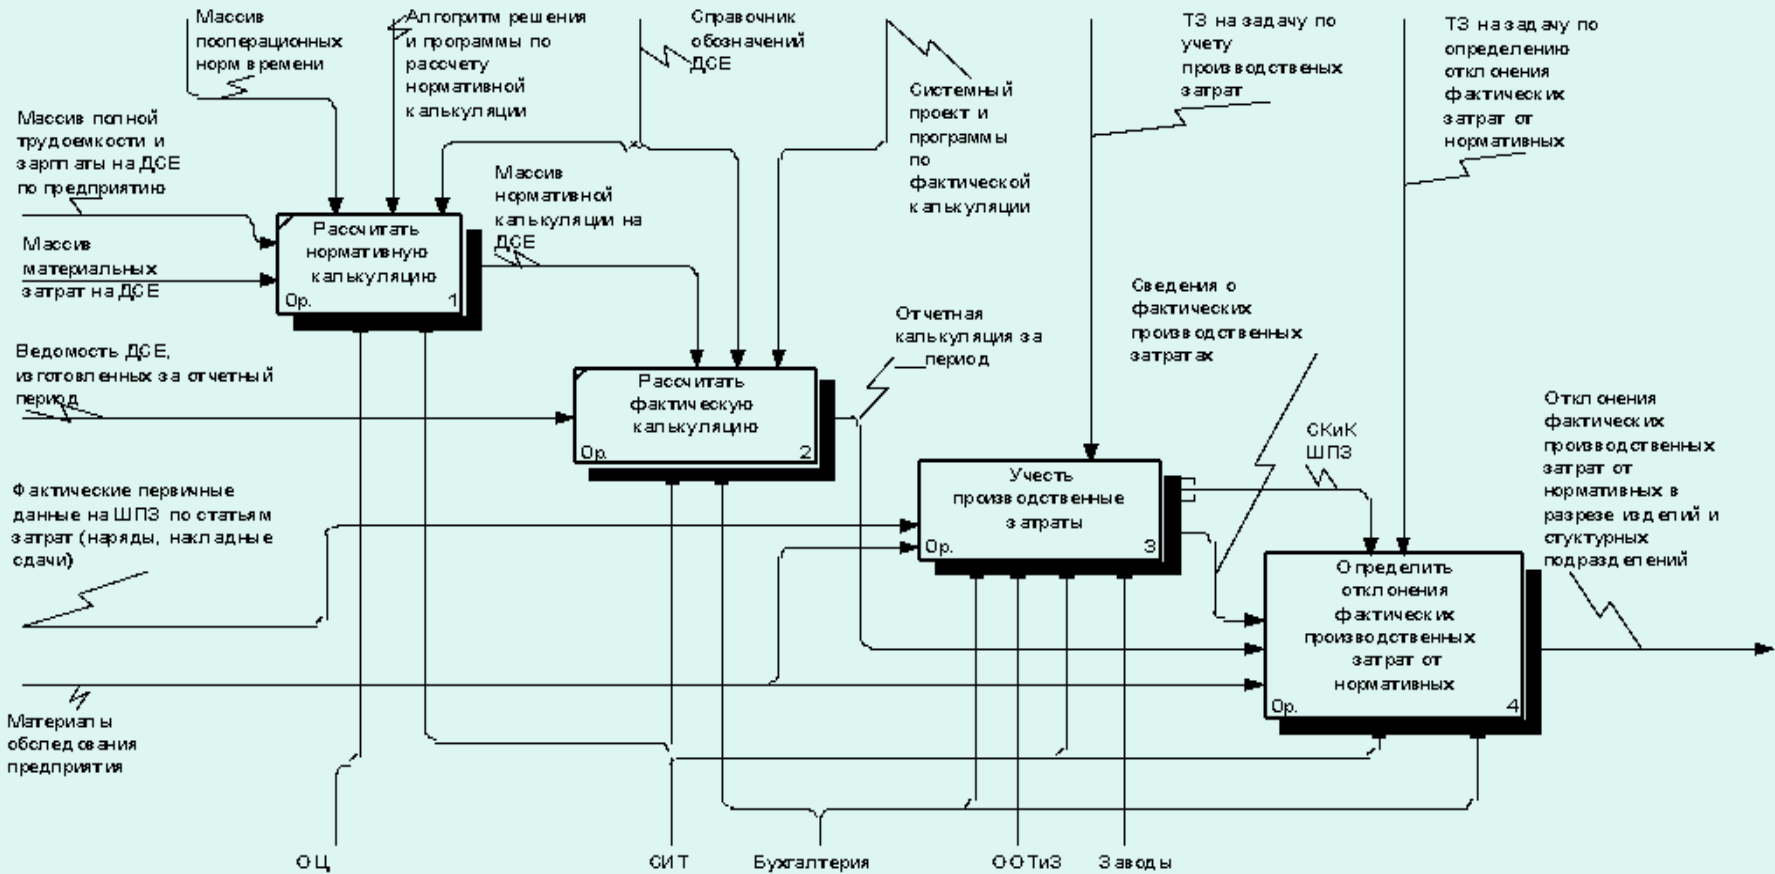 Массив
пооперационных
норм времени
Алгоритм решения
и программы по
рассчету
нормативной
калькуляции
Справочник
обозначений
ДСЕ
Системный
проект и
программы
по
фактической
калькуляции
ТЗ на задачу по
учету
производственых
затрат
ТЗ на задачу по
определению
отклонения
фактических
затрат от
нормативных
Массив полной
трудоемкости и
зарплаты на ДСЕ
по предприятию
Массив
материальных
затрат на ДСЕ
Рассчитать
нормативную
калькуляцию
0р.
1
Массив
нормативной
калькуляции на
ДСЕ
Ведомость ДСЕ,
изготовленных за отчетный
период
Рассчитать
фактическую
калькуляцию
0р.
2
Отчетная
калькуляция за
период
Сведения о
фактических
производственных
затратах
Фактические первичные
данные на ШПЗ по статьям
затрат (наряды, накладные
сдачи)
Учесть
производственные
затраты
0р.
3
СКиК
ШПЗ
Отклонения
фактических
производственных
затрат от
нормативных в
разрезе изделий и
стуктурных
подразделений
Определить
отклонения
фактических
производственных
затрат от
нормативных
0р.
4
Материалы
обследования
предприятия
ОЦ
СИТ
Бухгалтерия
ООТиЗ
Заводы